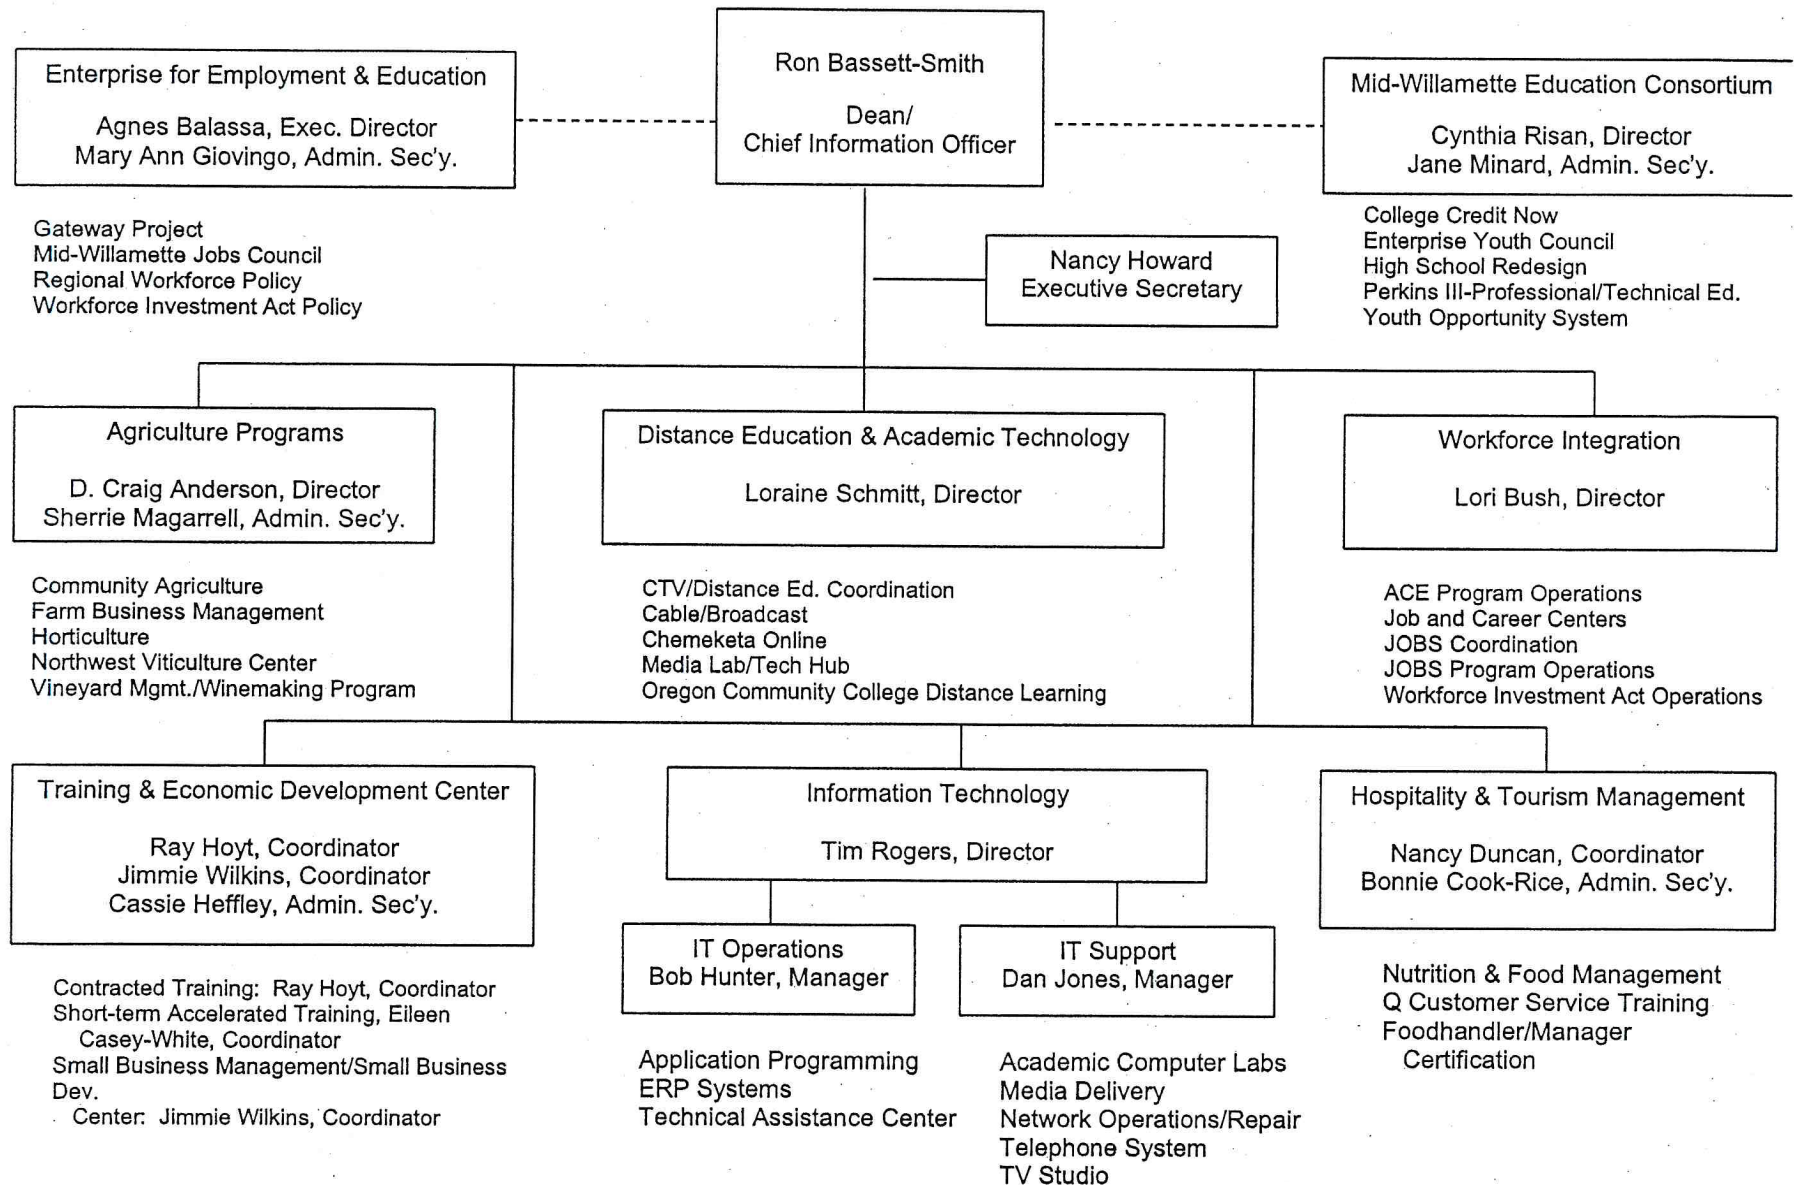 Ron Bassett-Smith
Dean/
Chief Information Officer
Enterprise for Employment & Education
Agnes Balassa, Exec. Director
Mary Ann Giovingo, Admin. Sec'y.
Gateway Project
Mid-Willamette Jobs Council
Regional Workforce Policy
Workforce Investment Act Policy
Mid-Willamette Education Consortium
Cynthia Risan, Director
Jane Minard, Admin. Sec'y.
College Credit Now
Enterprise Youth Council
High School Redesign
Perkins III-Professional/Technical Ed.
Youth Opportunity System
Nancy Howard
Executive Secretary
Agriculture Programs
D. Craig Anderson, Director
Sherrie Magarrell, Admin. Sec'y.
Community Agriculture
Farm Business Management
Horticulture
Northwest Viticulture Center
Vineyard Mgmt./Winemaking Program
Distance Education & Academic Technology
Loraine Schmitt, Director
CTV/Distance Ed. Coordination
Cable/Broadcast
Chemeketa Online
Media Lab/Tech Hub
Oregon Community College Distance Learning
Workforce Integration
Lori Bush, Director
ACE Program Operations
Job and Career Centers
JOBS Coordination
JOBS Program Operations
Workforce Investment Act Operations
Training & Economic Development Center
Ray Hoyt, Coordinator
Jimmie Wilkins, Coordinator
Cassie Heffley, Admin. Sec'y.
Contracted Training: Ray Hoyt, Coordinator
Short-term Accelerated Training, Eileen
Casey-White, Coordinator
Small Business Management/Small Business
Dev.
Center: Jimmie Wilkins, Coordinator
Information Technology
Tim Rogers, Director
IT Operations
Bob Hunter, Manager
Application Programming
ERP Systems
Technical Assistance Center
IT Support
Dan Jones, Manager
Academic Computer Labs
Media Delivery
Network Operations/Repair
Telephone System
TV Studio
Hospitality & Tourism Management
Nancy Duncan, Coordinator
Bonnie Cook-Rice, Admin. Sec'y.
Nutrition & Food Management
Q Customer Service Training
Foodhandler/Manager
Certification